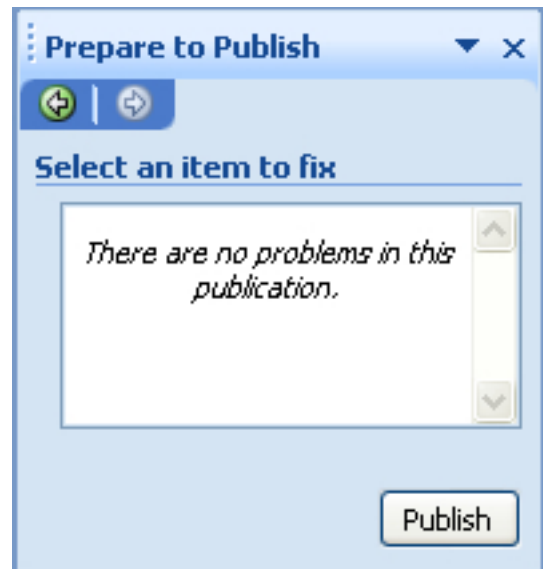 Prepare to Publish
Select an item to fix
There are no problems in this
publication.
Publish